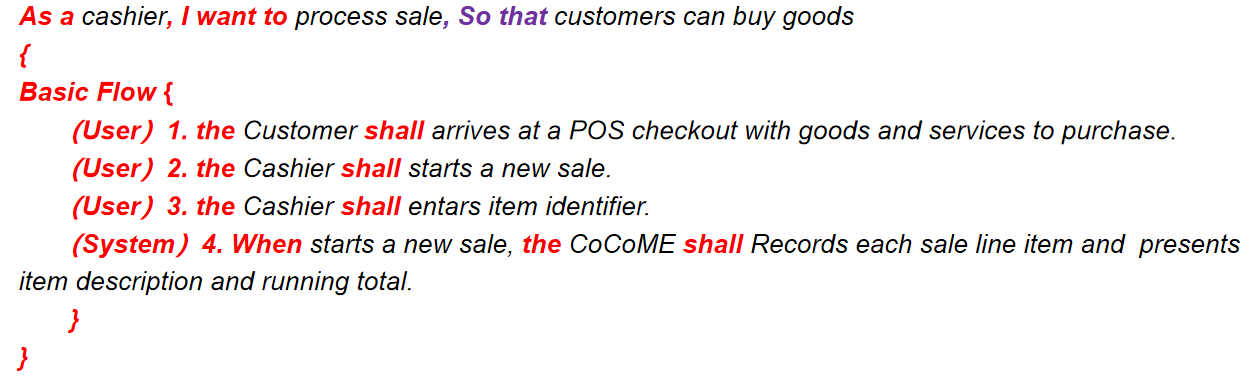 As a cashier, I want to process sale, So that customers can buy goods
{
Basic Flow {
(User）1. the Customer shall arrives at a POS checkout with goods and services to purchase.
(User）2. the Cashier shall starts a new sale.
(User）3. the Cashier shall entars item identifier.
(System）4. When starts a new sale, the CoCoME shall Records each sale line item and  presents
item description and running total.
}
}